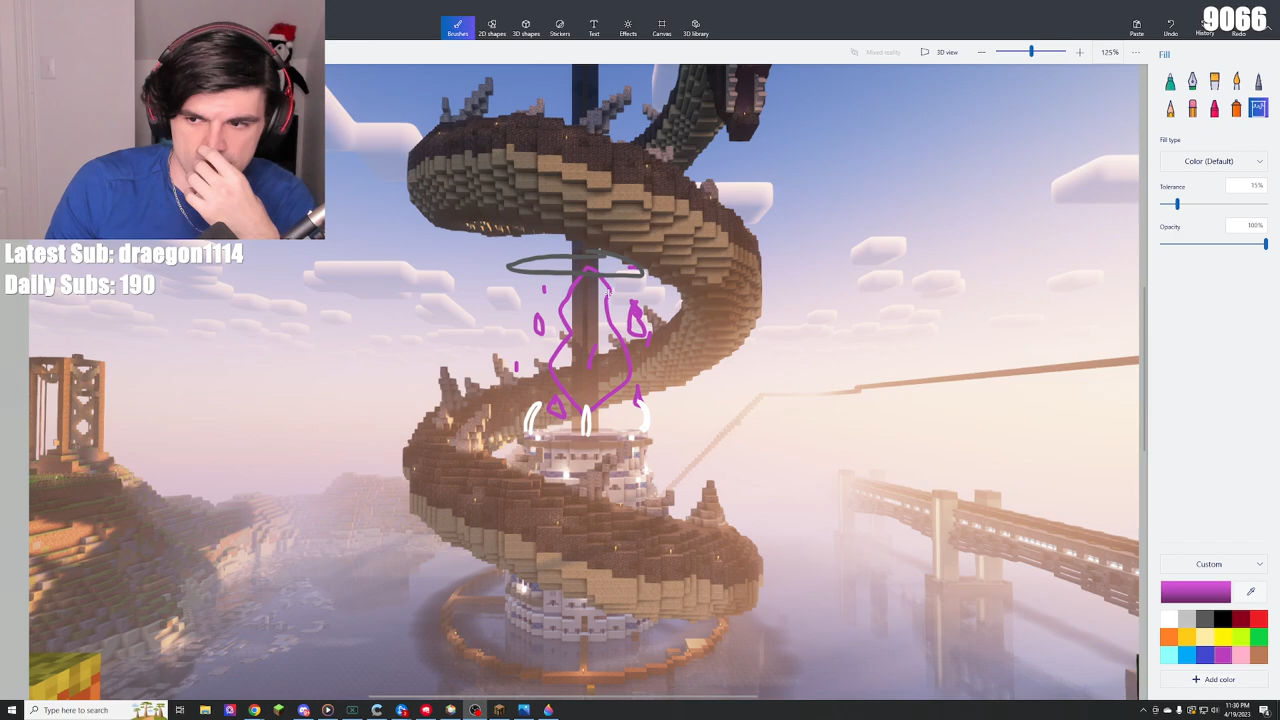 9066
Brushes
2D shapes
3D shapes
Stickers
Text
Effects
Canvas
3D library
Paste
Undo
History
Redo
Mixed reality
3D view
125%
Fill
Fill type
Color (Default)
Tolerance
15%
Opacity
100%
Latest Sub: draegon1114
Daily Subs: 190
Custom
Add color
Type here to search
11:30 PM
4/19/2023